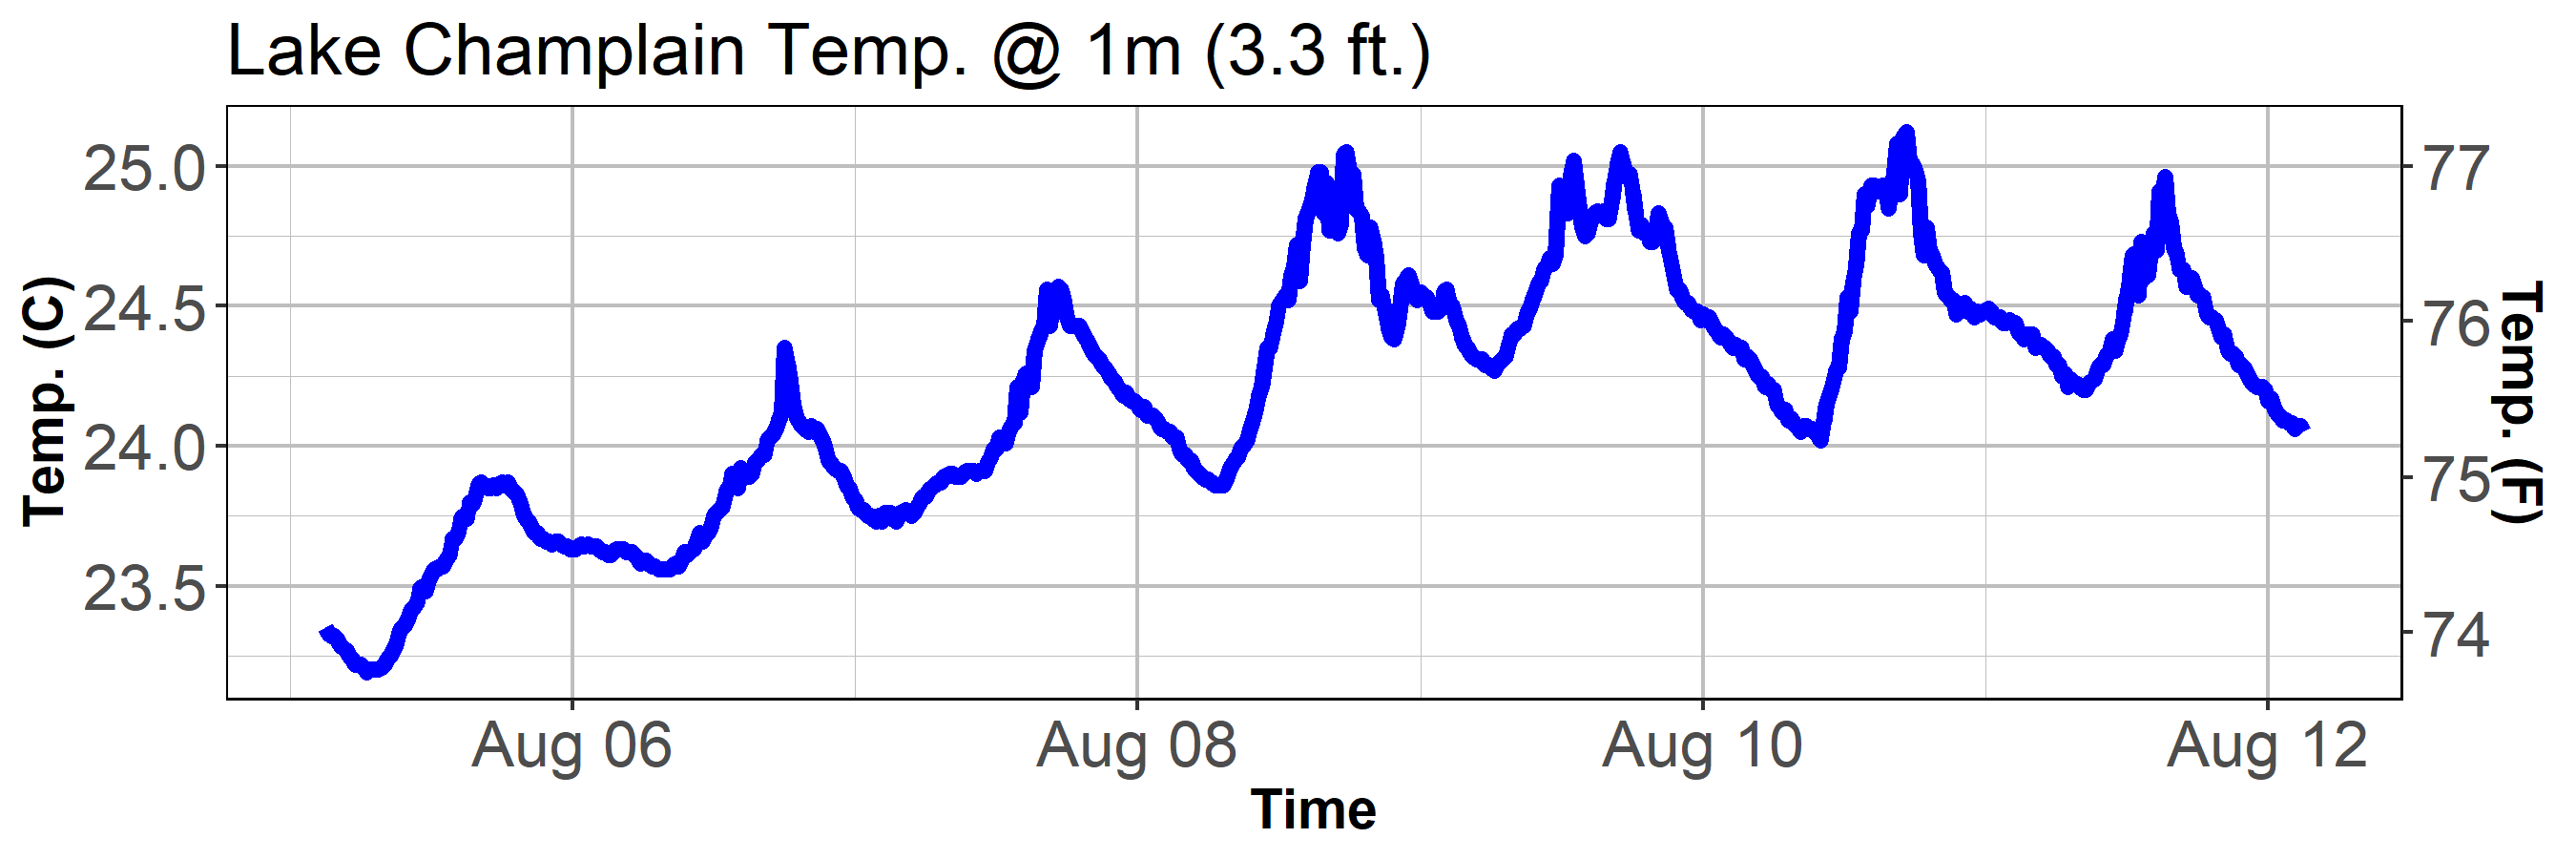 Lake Champlain Temp. @ 1m (3.3 ft.)
Temp. (C)
25.0
24.5
24.0
23.5
77
76
75
74
Temp. (F)
Aug 06
Aug 08
Aug 10
Aug 12
Time